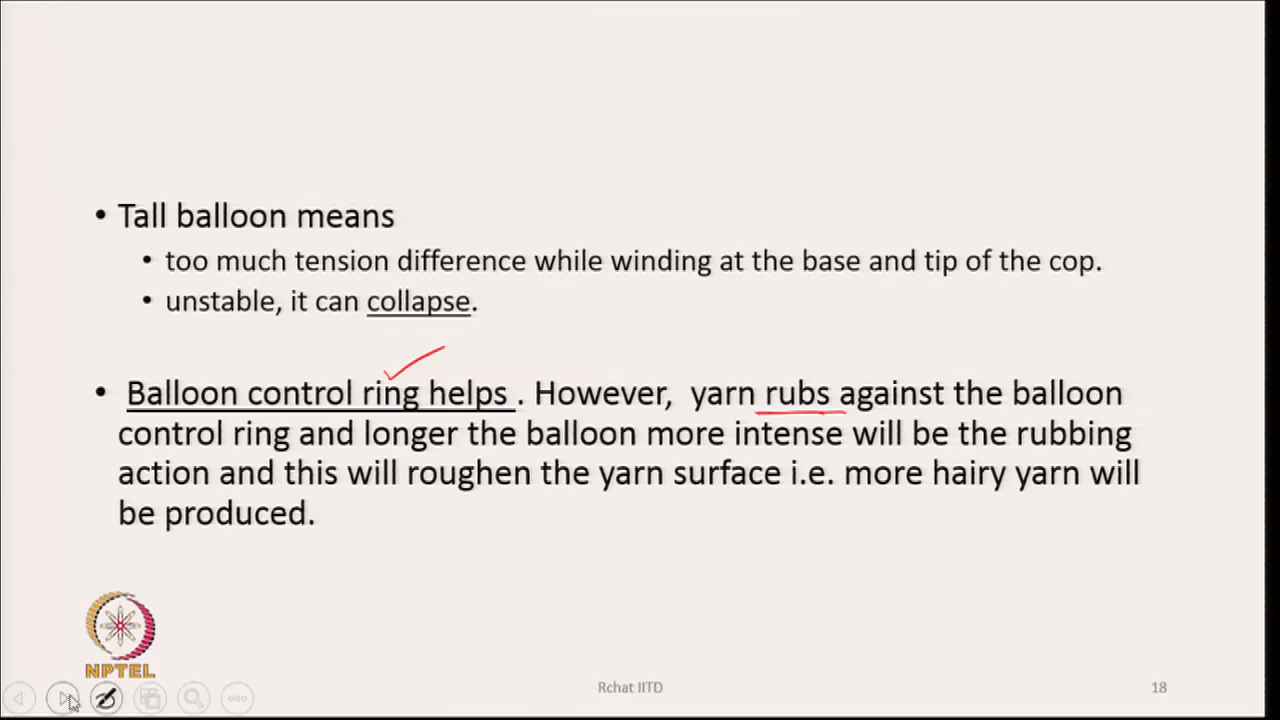 • Tall balloon means
• too much tension difference while winding at the base and tip of the cop.
• unstable, it can collapse.
• Balloon control ring helps . However, yarn rubs against the balloon
control ring and longer the balloon more intense will be the rubbing
action and this will roughen the yarn surface i.e. more hairy yarn will
be produced.
NPTEL
Rchat IITD
18